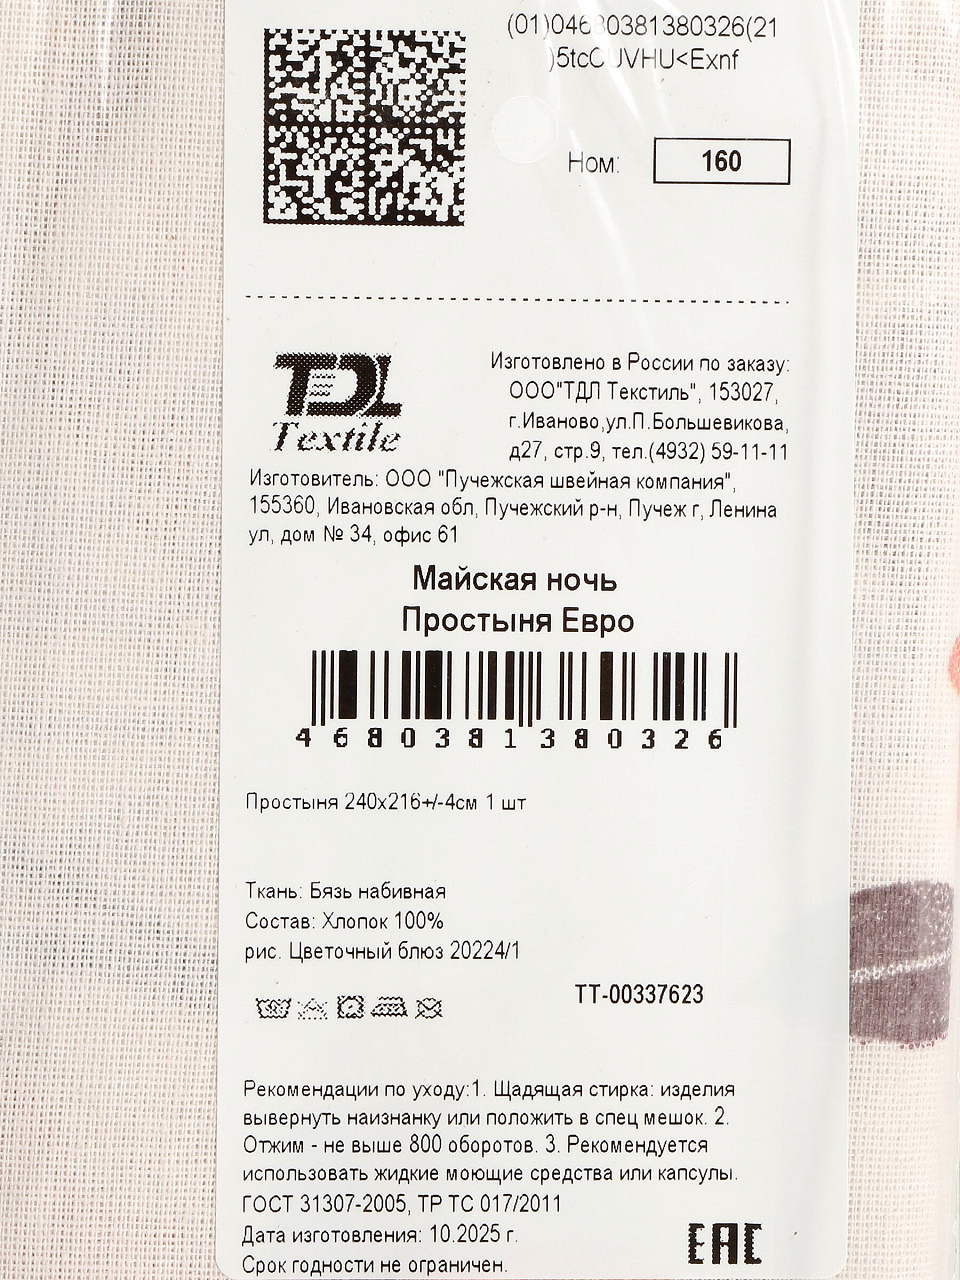 (01)04680381380326(21
)5tcCUVHU<Exnf
Ном: 160
TDL
Textile
Изготовлено в России по заказу:
ООО"ТДЛ Текстиль", 153027,
г.Иваново,ул.П.Большевикова,
д27, стр.9, тел.(4932) 59-11-11
Изготовитель: ООО "Пучежская швейная компания",
155360, Ивановская обл, Пучежский р-н, Пучеж г, Ленина
ул, дом № 34, офис 61
Майская ночь
Простыня Евро
4680381380326
Простыня 240х216+/-4см 1 шт
Ткань: Бязь набивная
Состав: Хлопок 100%
рис. Цветочный блюз 20224/1
ТТ-00337623
Рекомендации по уходу:1. Щадящая стирка: изделия
вывернуть наизнанку или положить в спец мешок. 2.
Отжим - не выше 800 оборотов. 3. Рекомендуется
использовать жидкие моющие средства или капсулы.
ГОСТ 31307-2005, ТР ТС 017/2011
Дата изготовления: 10.2025 г.
Срок годности не ограничен.
EAC